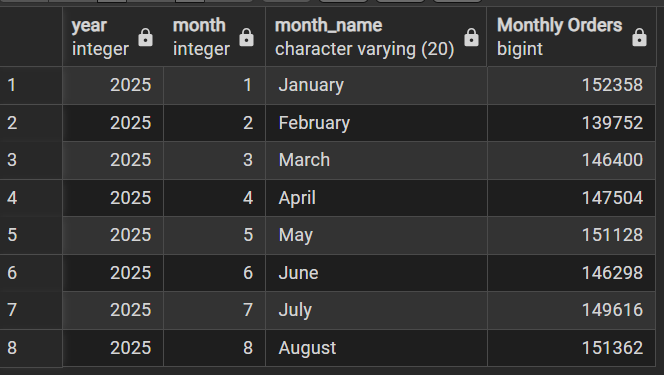 year month month_name Monthly Orders
integer integer character varying (20) bigint
1 2025 1 January 152358
2 2025 2 February 139752
3 2025 3 March 146400
4 2025 4 April 147504
5 2025 5 May 151128
6 2025 6 June 146298
7 2025 7 July 149616
8 2025 8 August 151362